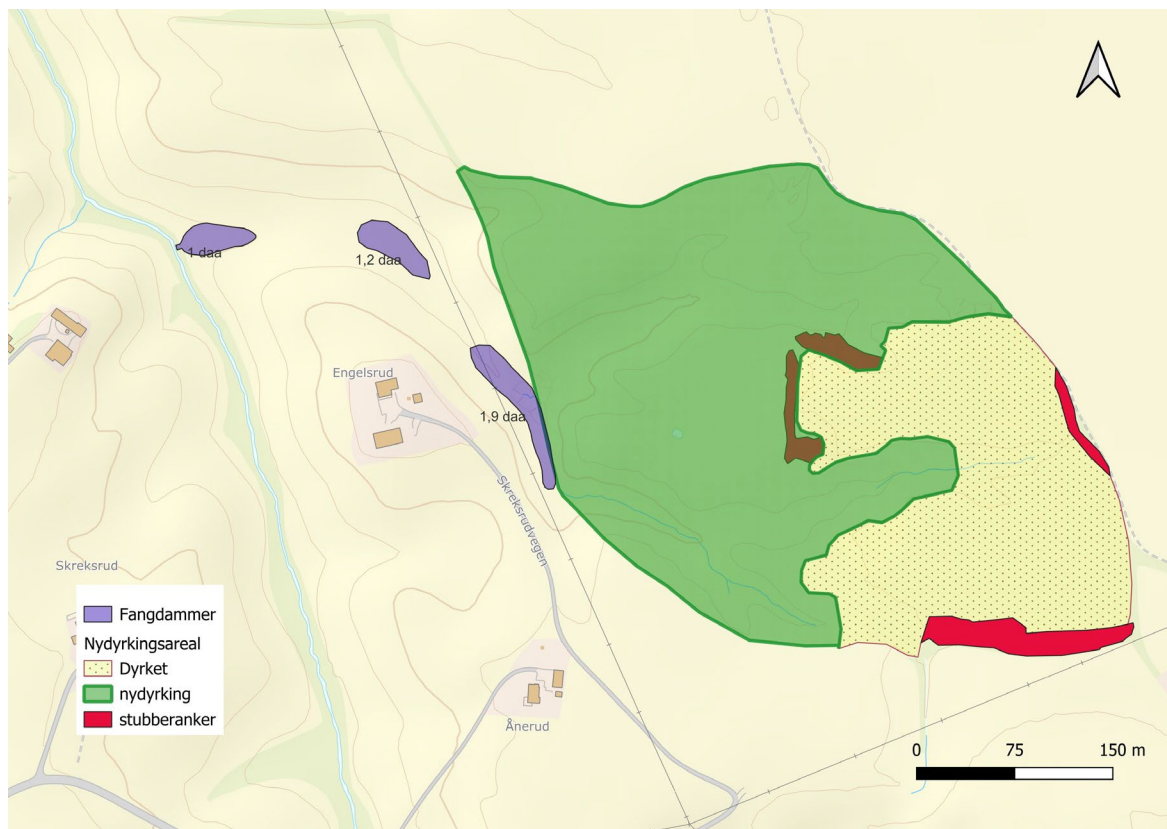 1 daa
1,2 daa
Engelsrud
1,9 daa
Skreksrudvegen
Skreksrud
Ånerud
Fangdammer
Nydyrkingsareal
Dyrket
nydyrking
stubberanker
0 75 150 m